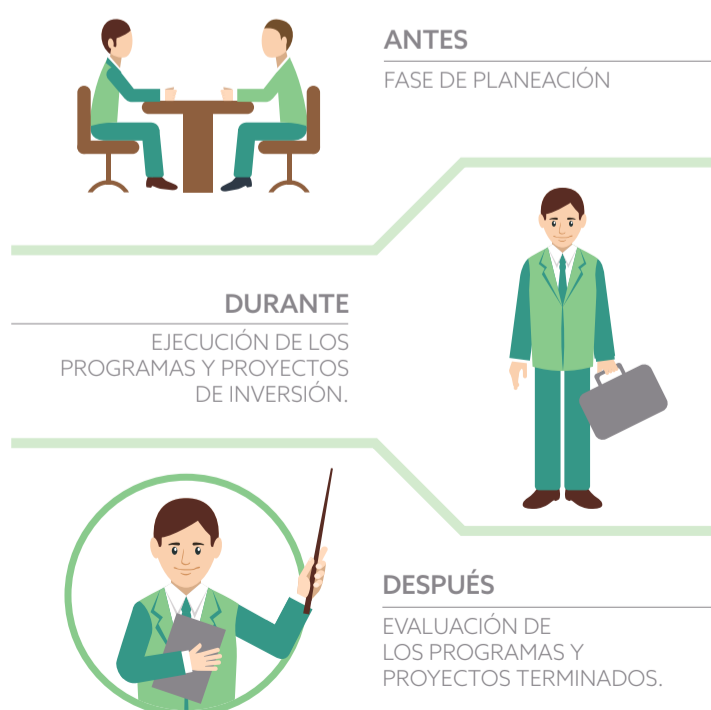 ANTES
FASE DE PLANEACIÓN
DURANTE
EJECUCIÓN DE LOS
PROGRAMAS Y PROYECTOS
DE INVERSIÓN.
DESPUÉS
EVALUACIÓN DE
LOS PROGRAMAS Y
PROYECTOS TERMINADOS.